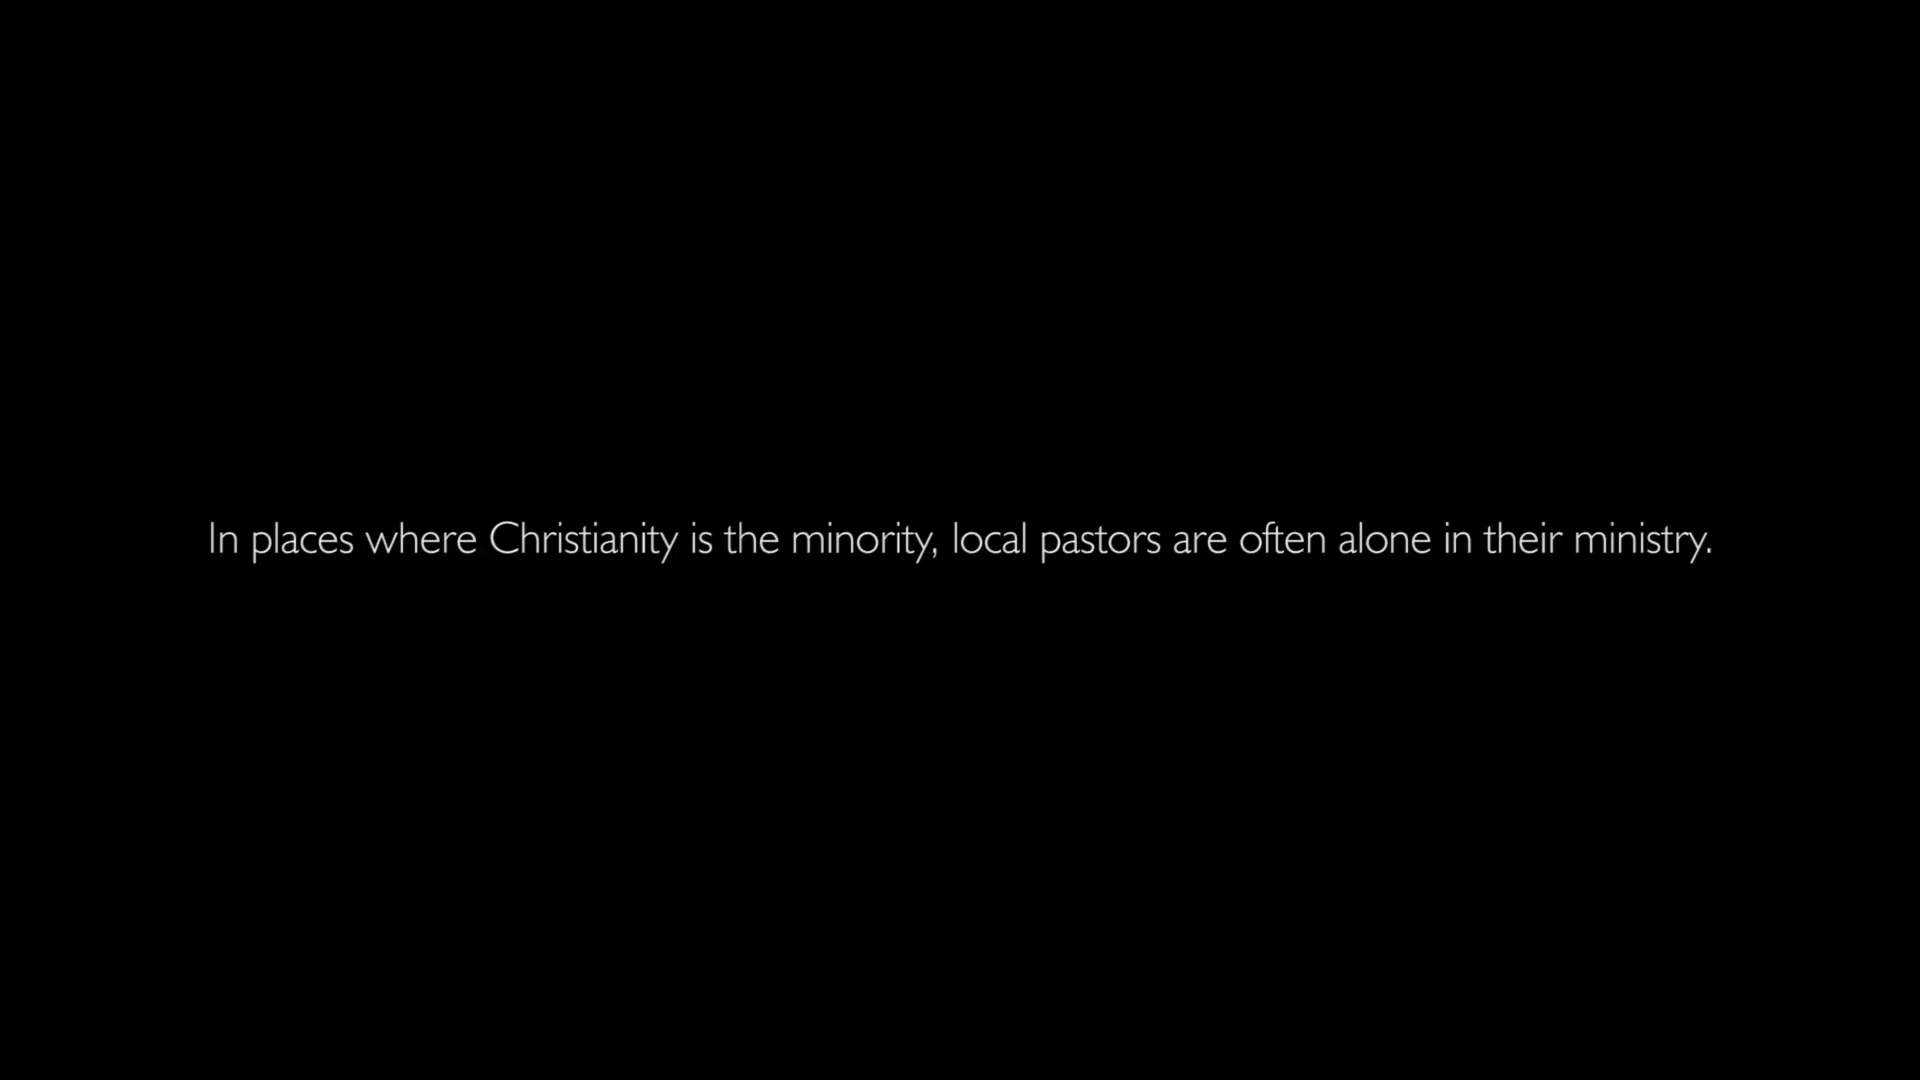 In places where Christianity is the minority, local pastors are often alone in their ministry.